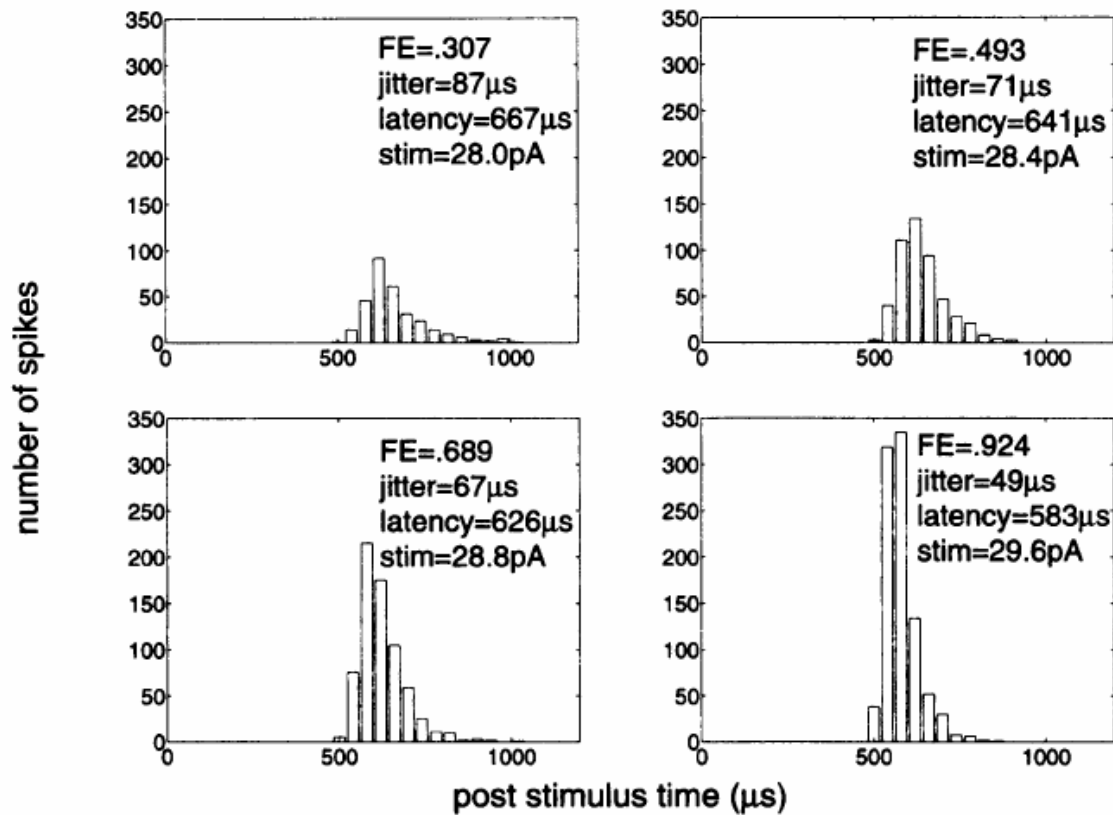 350
300
250
200
150
100
50
0
0
500
1000
FE=.307
jitter=87μs
latency=667μs
stim=28.0pA
350
300
250
200
150
100
50
0
0
500
1000
FE=.493
jitter=71μs
latency=641μs
stim=28.4pA
number of spikes
350
300
250
200
150
100
50
0
0
500
1000
FE=.689
jitter=67μs
latency=626μs
stim=28.8pA
350
300
250
200
150
100
50
0
0
500
1000
FE=.924
jitter=49μs
latency=583μs
stim=29.6pA
post stimulus time (μs)